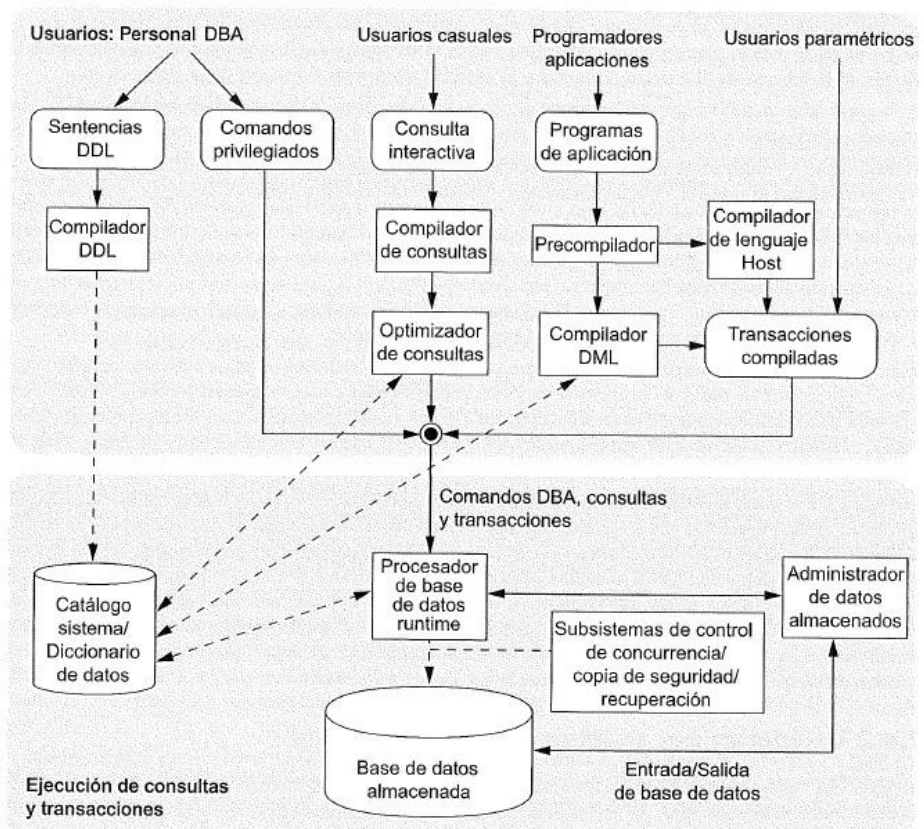 Usuarios: Personal DBA
Usuarios casuales
Programadores
aplicaciones
Usuarios paramétricos
Sentencias
DDL
Comandos
privilegiados
Consulta
interactiva
Programas
de aplicación
Compilador
DDL
Compilador
de consultas
Precompilador
Compilador
de lenguaje
Host
Optimizador
de consultas
Compilador
DML
Transacciones
compiladas
Comandos DBA, consultas
y transacciones
Catálogo
sistema/
Diccionario
de datos
Procesador
de base
de datos
runtime
Administrador
de datos
almacenados
Subsistemas de control
de concurrencia/
copia de seguridad/
recuperación
Base de datos
almacenada
Entrada/Salida
de base de datos
Ejecución de consultas
y transacciones